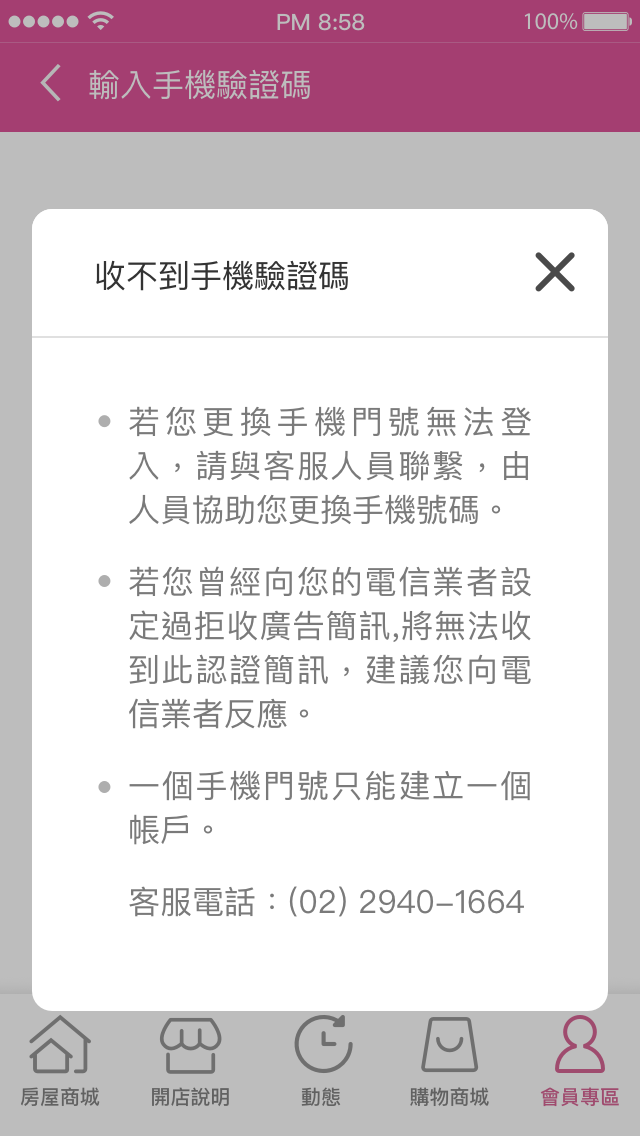 PM 8:58
100%
輸入手機驗證碼
收不到手機驗證碼
若您更換手機門號無法登
入，請與客服人員聯繫，由
人員協助您更換手機號碼。
若您曾經向您的電信業者設
定過拒收廣告簡訊,將無法收
到此認證簡訊，建議您向電
信業者反應。
一個手機門號只能建立一個
帳戶。
客服電話：(02) 2940-1664
房屋商城
開店說明
動態
購物商城
會員專區